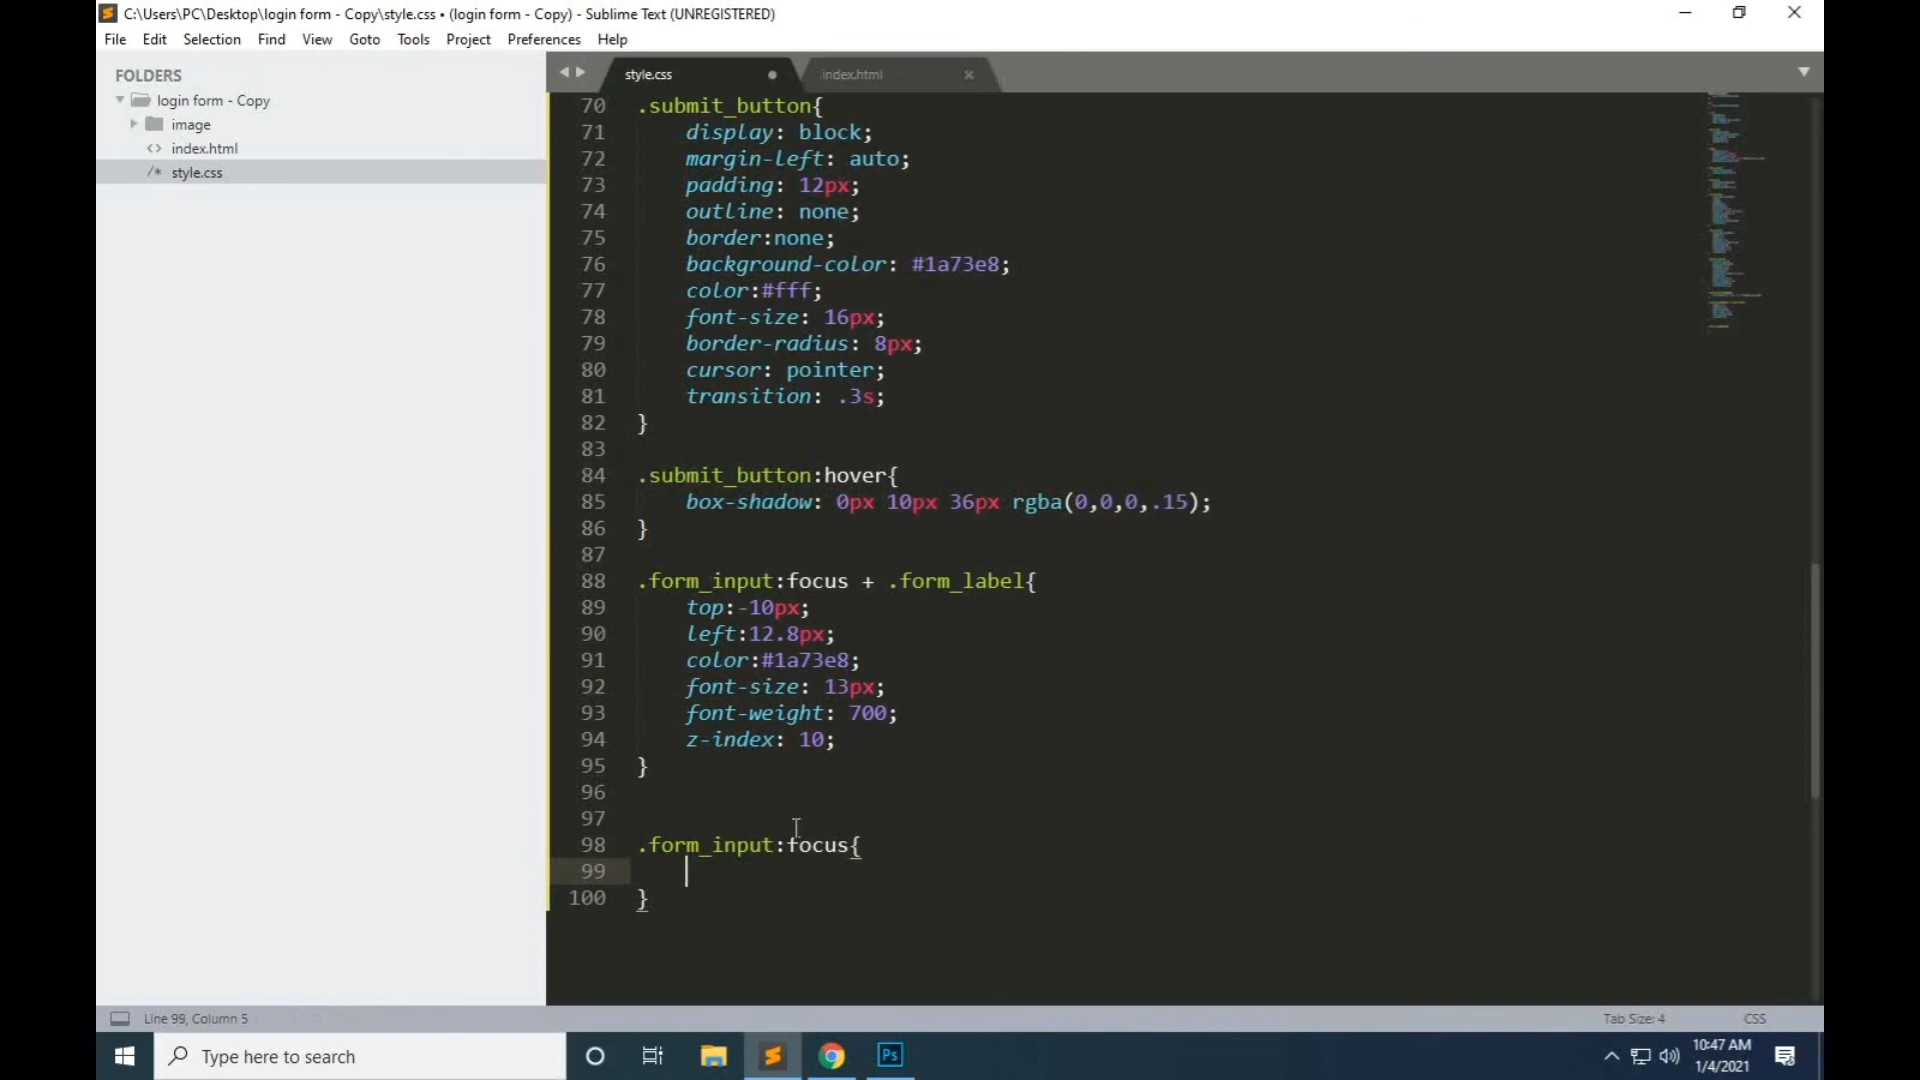 C:\Users\PC\Desktop\login form - Copy\style.css • (login form - Copy) - Sublime Text (UNREGISTERED)
File Edit Selection Find View Goto Tools Project Preferences Help
FOLDERS
login form - Copy
image
<> index.html
/* style.css
style.css
index.html
70 .submit_button{
71 display: block;
72 margin-left: auto;
73 padding: 12px;
74 outline: none;
75 border:none;
76 background-color: #1a73e8;
77 color:#fff;
78 font-size: 16px;
79 border-radius: 8px;
80 cursor: pointer;
81 transition: .3s;
82 }
83
84 .submit_button:hover{
85 box-shadow: 0px 10px 36px rgba(0,0,0,.15);
86 }
87
88 .form_input:focus + .form_label{
89 top:-10px;
90 left:12.8px;
91 color:#1a73e8;
92 font-size: 13px;
93 font-weight: 700;
94 z-index: 10;
95 }
96
97
98 .form_input:focus{
99
100 }
Line 99, Column 5
Tab Size: 4
CSS
Type here to search
Ps
10:47 AM
1/4/2021